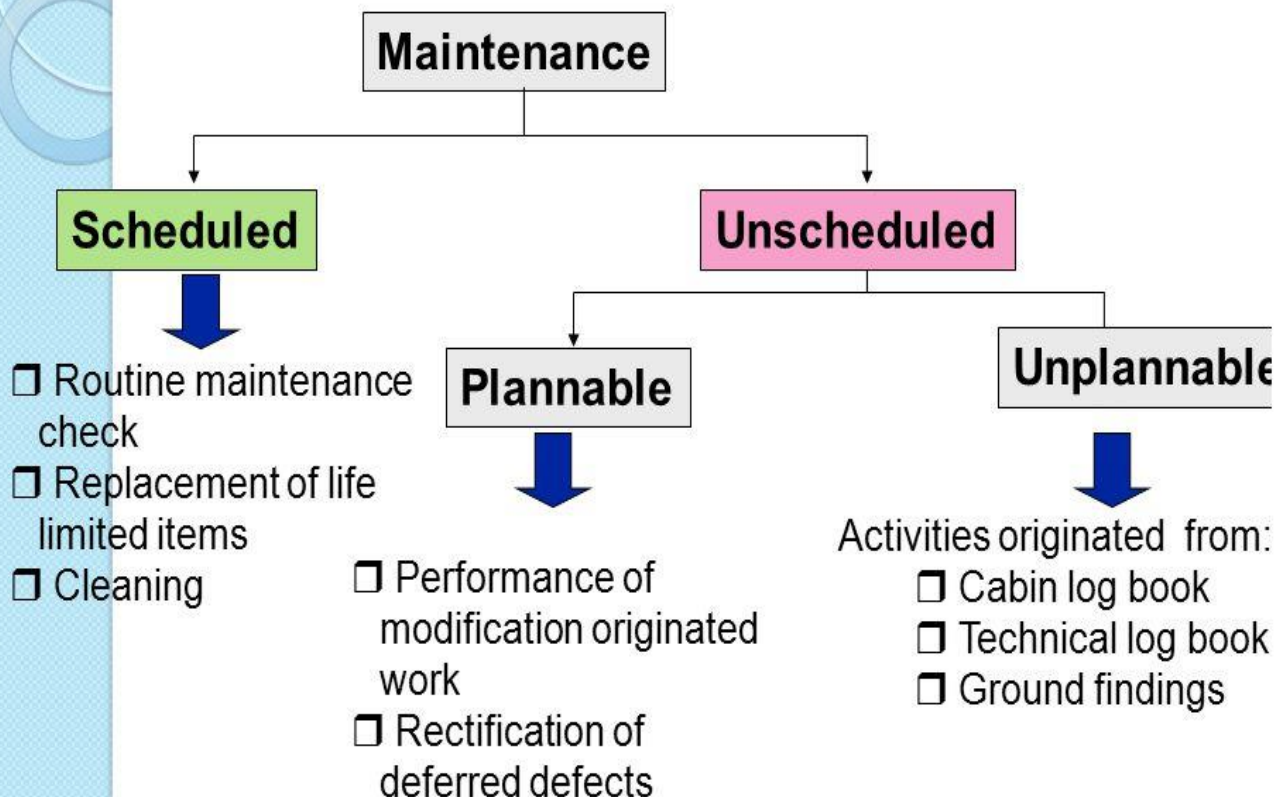 Maintenance
Scheduled
Unscheduled
Plannable
Unplannable
❒ Routine maintenance
check
❒ Replacement of life
limited items
❒ Cleaning
❒ Performance of
modification originated
work
❒ Rectification of
deferred defects
Activities originated from:
❒ Cabin log book
❒ Technical log book
❒ Ground findings